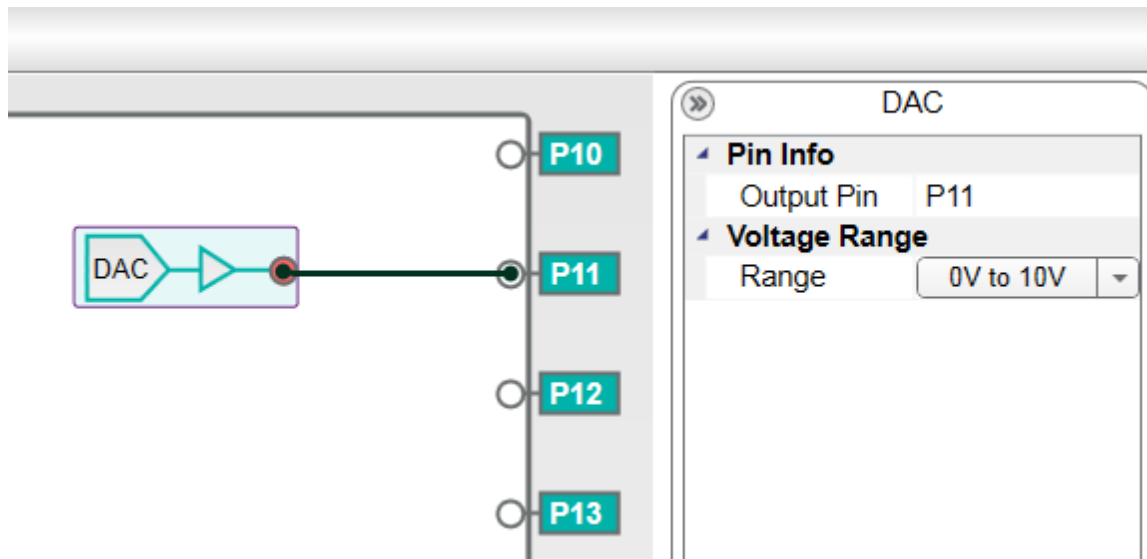 P10
DAC
P11
P12
P13
DAC
Pin Info
Output Pin P11
Voltage Range
Range 0V to 10V